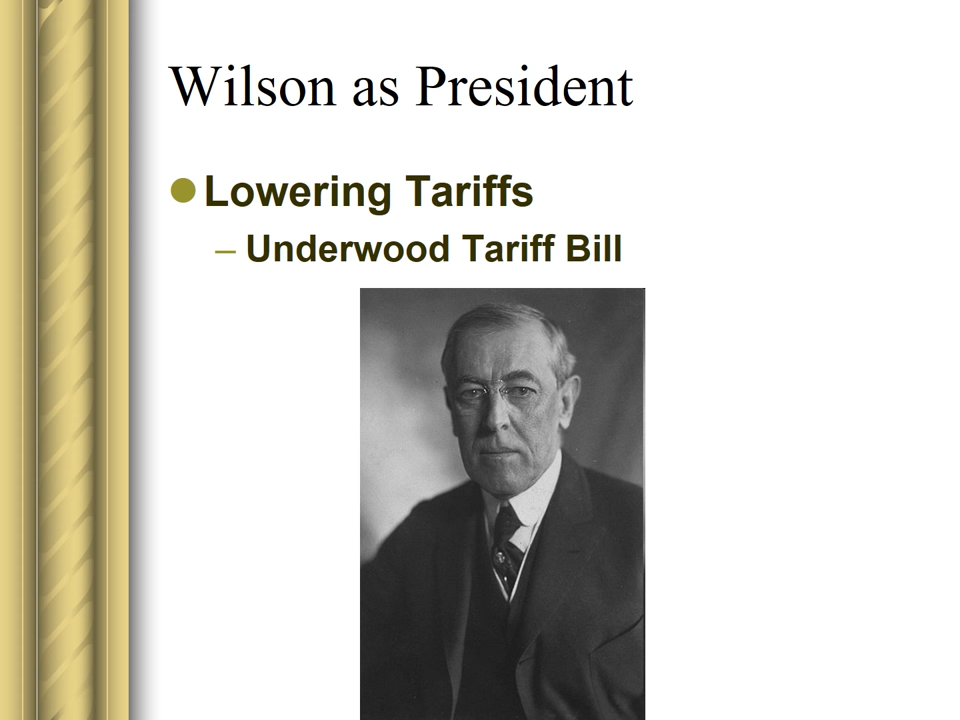 Wilson as President
Lowering Tariffs
– Underwood Tariff Bill